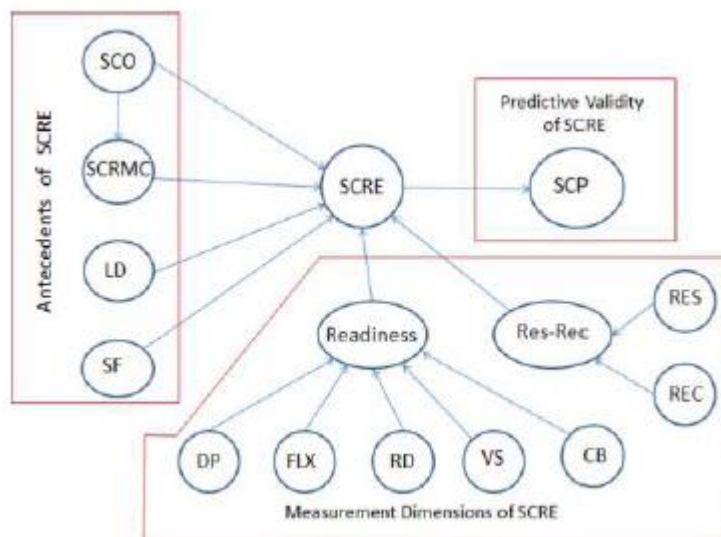 Antecedents of SCRE
SCO
SCRMC
LD
SF
SCRE
Predictive Validity
of SCRE
SCP
Readiness
Res-Rec
RES
REC
DP
FLX
RD
VS
CB
Measurement Dimensions of SCRE